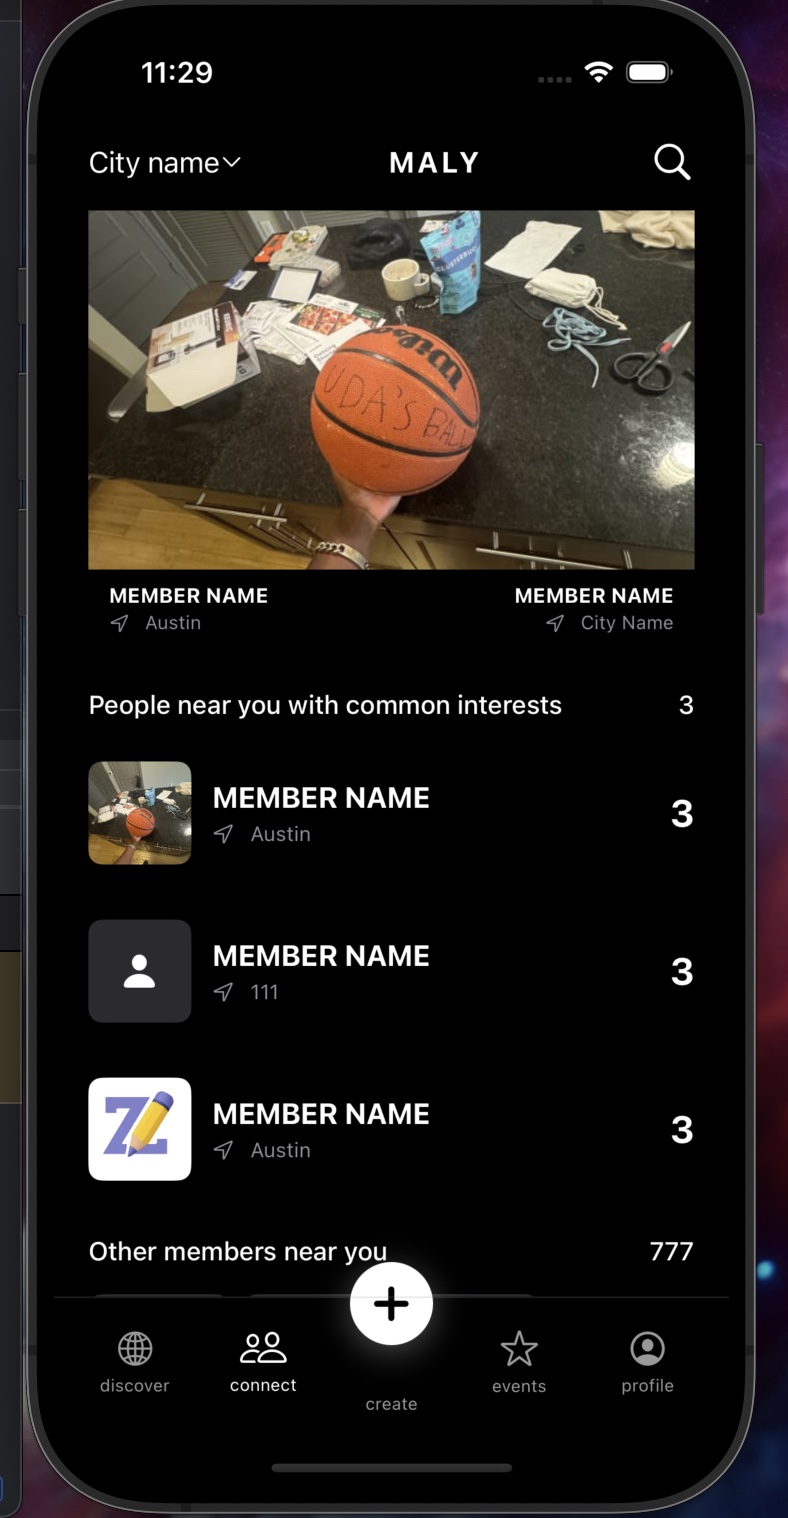 11:29
City name
MALY
Wilson
UDA'S BALL
MEMBER NAME
Austin
MEMBER NAME
City Name
People near you with common interests 3
MEMBER NAME
Austin
3
MEMBER NAME
111
3
MEMBER NAME
Austin
3
Other members near you 777
discover
connect
create
events
profile